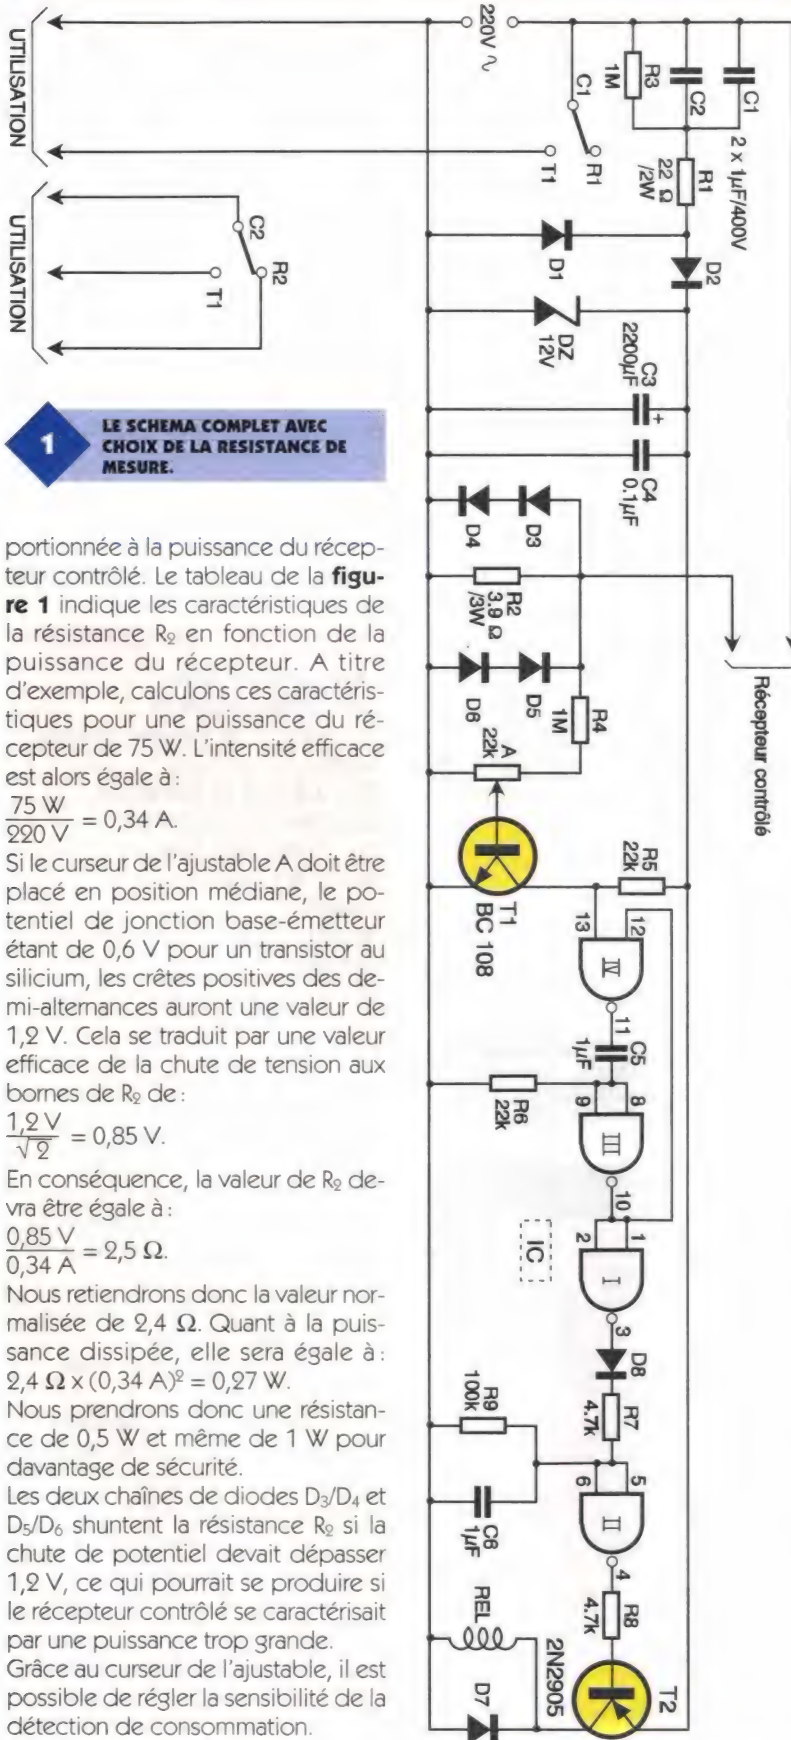 UTILISATION
UTILISATION
220V ∿
C1
R1
T1
C2
R2
T1
R3
1M
C2
C1
2 x 1µF/400V
R1
22 Ω
/2W
D1
D2
DZ
12V
C3
2200µF
+
C4
0.1µF
D4
D3
R2
3.9 Ω
/3W
D6
D5
R4
1M
A
22k
Récepteur contrôlé
T1
BC 108
R5
22k
12
13
IV
11
C5
1µF
R6
22k
8
9
III
10
IC
1
2
I
3
D8
R7
4.7k
R9
100k
C6
1µF
5
6
II
4
R8
4.7k
REL
2N2905
T2
D7
1
LE SCHEMA COMPLET AVEC
CHOIX DE LA RESISTANCE DE
MESURE.
portionnée à la puissance du récep-
teur contrôlé. Le tableau de la figu-
re 1 indique les caractéristiques de
la résistance R₂ en fonction de la
puissance du récepteur. A titre
d'exemple, calculons ces caractéris-
tiques pour une puissance du ré-
cepteur de 75 W. L'intensité efficace
est alors égale à :
75 W
220 V = 0,34 A.
Si le curseur de l'ajustable A doit être
placé en position médiane, le po-
tentiel de jonction base-émetteur
étant de 0,6 V pour un transistor au
silicium, les crêtes positives des de-
mi-alternances auront une valeur de
1,2 V. Cela se traduit par une valeur
efficace de la chute de tension aux
bornes de R₂ de :
1,2 V
√2 = 0,85 V.
En conséquence, la valeur de R₂ de-
vra être égale à :
0,85 V
0,34 A = 2,5 Ω.
Nous retiendrons donc la valeur nor-
malisée de 2,4 Ω. Quant à la puis-
sance dissipée, elle sera égale à :
2,4 Ω x (0,34 A)² = 0,27 W.
Nous prendrons donc une résistan-
ce de 0,5 W et même de 1 W pour
davantage de sécurité.
Les deux chaînes de diodes D₃/D₄ et
D₅/D₆ shuntent la résistance R₂ si la
chute de potentiel devait dépasser
1,2 V, ce qui pourrait se produire si
le récepteur contrôlé se caractérisait
par une puissance trop grande.
Grâce au curseur de l'ajustable, il est
possible de régler la sensibilité de la
détection de consommation.